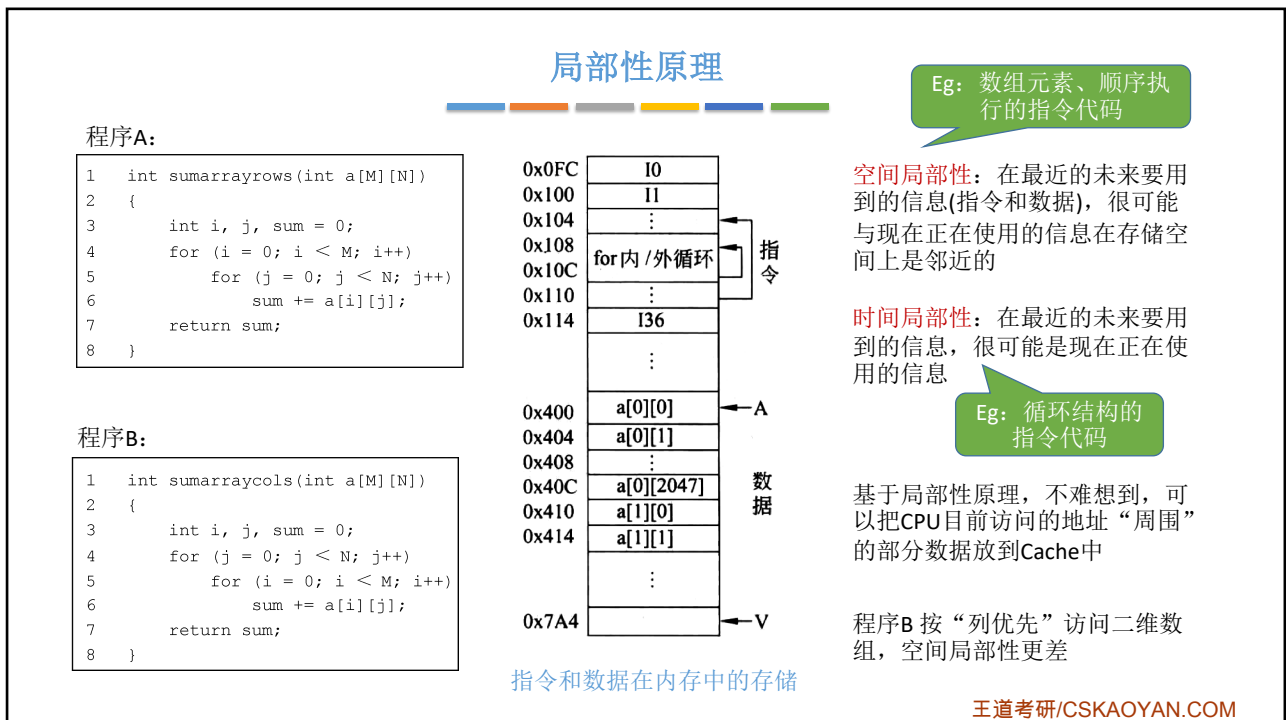 局部性原理
程序A:
1 int sumarrayrows(int a[M][N])
2 {
3 int i, j, sum = 0;
4 for (i = 0; i < M; i++)
5 for (j = 0; j < N; j++)
6 sum += a[i][j];
7 return sum;
8 }
程序B:
1 int sumarraycols(int a[M][N])
2 {
3 int i, j, sum = 0;
4 for (j = 0; j < N; j++)
5 for (i = 0; i < M; i++)
6 sum += a[i][j];
7 return sum;
8 }
0x0FC I0
0x100 I1
0x104 ⋮
0x108
for内/外循环
0x10C
0x110 ⋮
0x114 I36
⋮
指令
0x400 a[0][0] A
0x404 a[0][1]
0x408 ⋮
0x40C a[0][2047]
0x410 a[1][0]
0x414 a[1][1]
⋮
0x7A4 V
数据
指令和数据在内存中的存储
Eg:数组元素、顺序执
行的指令代码
空间局部性:在最近的未来要用
到的信息(指令和数据),很可能
与现在正在使用的信息在存储空
间上是邻近的
时间局部性:在最近的未来要用
到的信息,很可能是现在正在使
用的信息
Eg:循环结构的
指令代码
基于局部性原理,不难想到,可
以把CPU目前访问的地址“周围”
的部分数据放到Cache中
程序B 按“列优先”访问二维数
组,空间局部性更差
王道考研/CSKAOYAN.COM